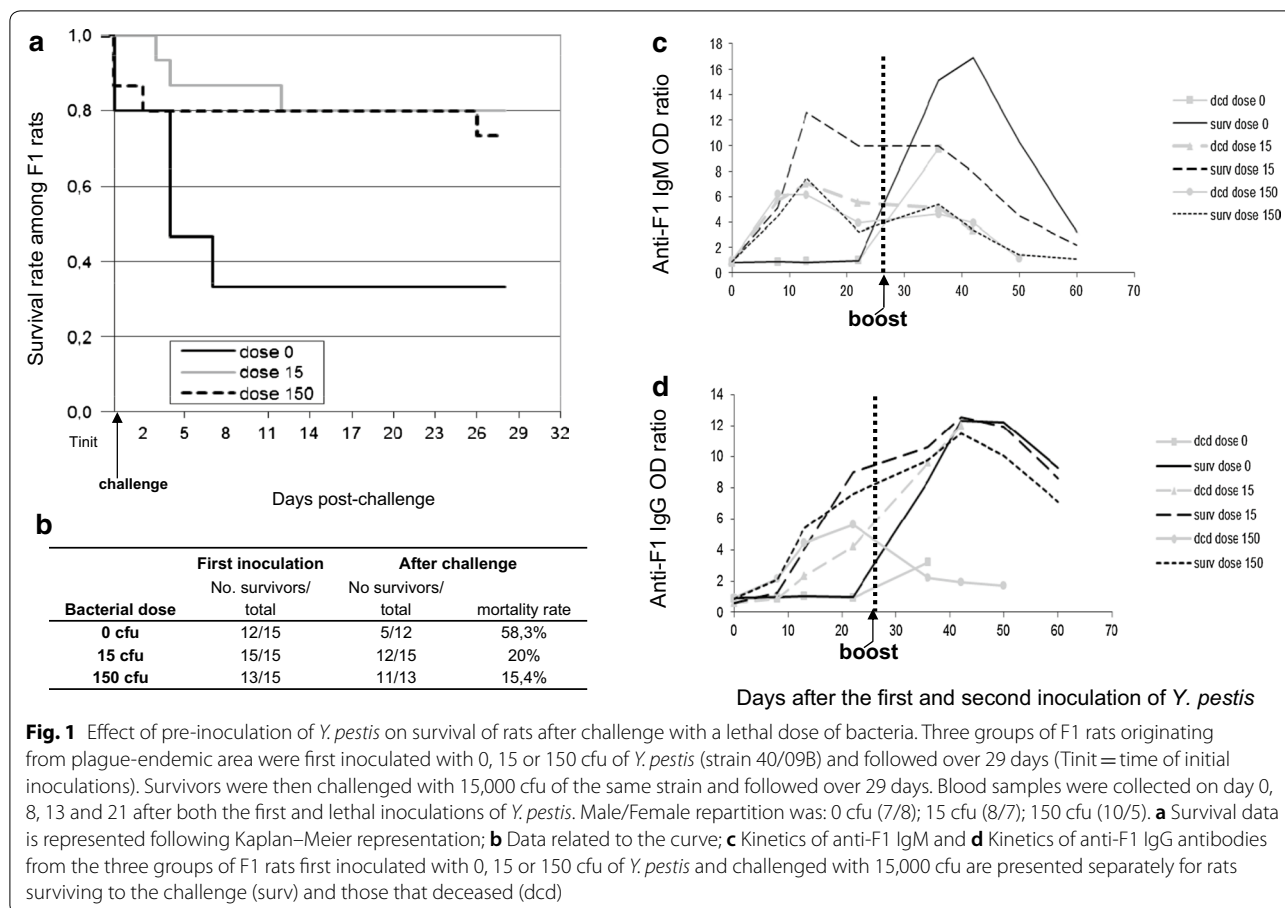 a
Survival rate among F1 rats
1,0
0,8
0,6
0,4
0,2
0,0
dose 0
dose 15
dose 150
Tinit
2 5 8 11 14 17 20 23 26 29 32
challenge
Days post-challenge
b
First inoculation After challenge
No. survivors/ No survivors/
Bacterial dose total total mortality rate
0 cfu 12/15 5/12 58,3%
15 cfu 15/15 12/15 20%
150 cfu 13/15 11/13 15,4%
c
Anti-F1 IgM OD ratio
18
16
14
12
10
8
6
4
2
0
0 10 20 30 40 50 60 70
boost
dcd dose 0
surv dose 0
dcd dose 15
surv dose 15
dcd dose 150
surv dose 150
d
Anti-F1 IgG OD ratio
14
12
10
8
6
4
2
0
0 10 20 30 40 50 60 70
boost
dcd dose 0
surv dose 0
dcd dose 15
surv dose 15
dcd dose 150
surv dose 150
Days after the first and second inoculation of Y. pestis
Fig. 1 Effect of pre-inoculation of Y. pestis on survival of rats after challenge with a lethal dose of bacteria. Three groups of F1 rats originating
from plague-endemic area were first inoculated with 0, 15 or 150 cfu of Y. pestis (strain 40/09B) and followed over 29 days (Tinit = time of initial
inoculations). Survivors were then challenged with 15,000 cfu of the same strain and followed over 29 days. Blood samples were collected on day 0,
8, 13 and 21 after both the first and lethal inoculations of Y. pestis. Male/Female repartition was: 0 cfu (7/8); 15 cfu (8/7); 150 cfu (10/5). a Survival data
is represented following Kaplan–Meier representation; b Data related to the curve; c Kinetics of anti-F1 IgM and d Kinetics of anti-F1 IgG antibodies
from the three groups of F1 rats first inoculated with 0, 15 or 150 cfu of Y. pestis and challenged with 15,000 cfu are presented separately for rats
surviving to the challenge (surv) and those that deceased (dcd)